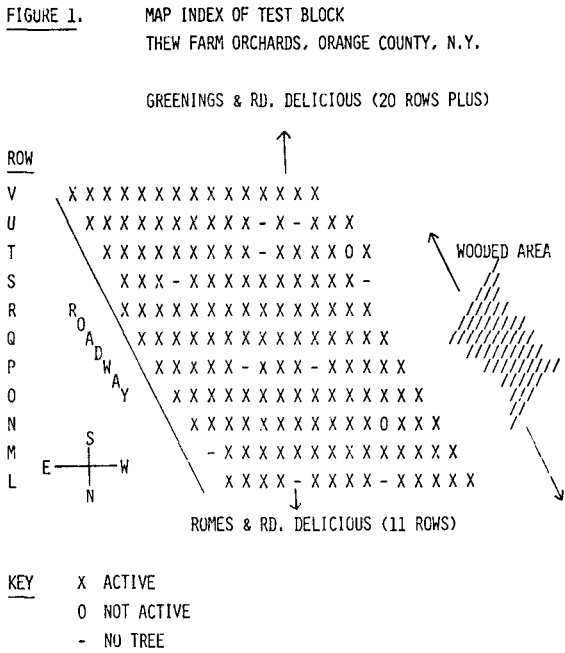 FIGURE 1. MAP INDEX OF TEST BLOCK
THEW FARM ORCHARDS, ORANGE COUNTY, N.Y.
GREENINGS & RD. DELICIOUS (20 ROWS PLUS)
ROW
V X X X X X X X X X X X X X X X
U X X X X X X X X X X - X - X X X
T X X X X X X X X X - X X X X O X
WOODED AREA
S X X X - X X X X X X X X X X -
R X X X X X X X X X X X X X X X
Q X X X X X X X X X X X X X X X
P X X X X X - X X X - X X X X X
O X X X X X X X X X X X X X X X
N X X X X X X X X X X X O X X X
M - X X X X X X X X X X X X X X
L X X X X - X X X X - X X X X X
ROADWAY
S
E W
N
ROMES & RD. DELICIOUS (11 ROWS)
KEY X ACTIVE
O NOT ACTIVE
- NO TREE